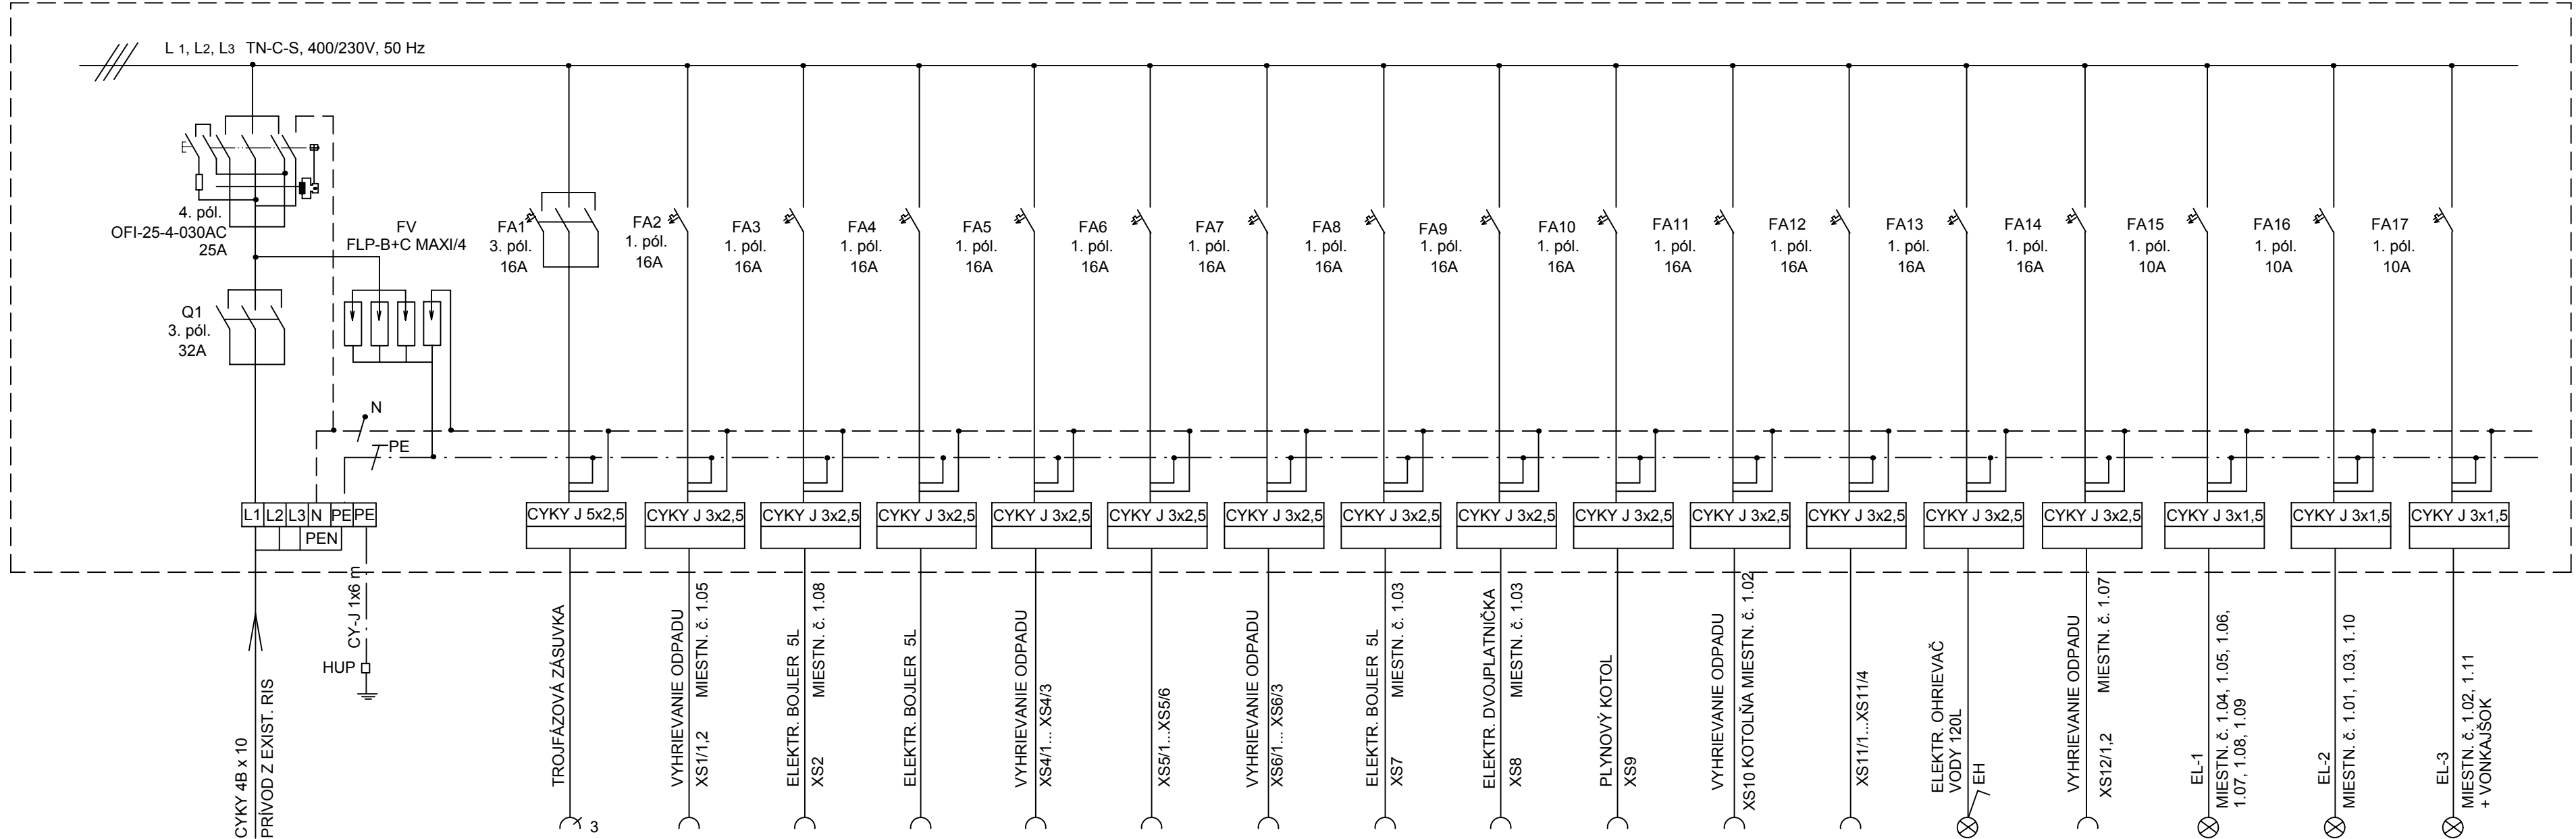 L 1, L2, L3 TN-C-S, 400/230V, 50 Hz
4. pól.
OFI-25-4-030AC
25A
FV
FLP-B+C MAXI/4
Q1
3. pól.
32A
N
PE
FA1
3. pól.
16A
FA2
1. pól.
16A
FA3
1. pól.
16A
FA4
1. pól.
16A
FA5
1. pól.
16A
FA6
1. pól.
16A
FA7
1. pól.
16A
FA8
1. pól.
16A
FA9
1. pól.
16A
FA10
1. pól.
16A
FA11
1. pól.
16A
FA12
1. pól.
16A
FA13
1. pól.
16A
FA14
1. pól.
16A
FA15
1. pól.
10A
FA16
1. pól.
10A
FA17
1. pól.
10A
L1 L2 L3 N PE PE
PEN
CYKY J 5x2,5
CYKY J 3x2,5
CYKY J 3x2,5
CYKY J 3x2,5
CYKY J 3x2,5
CYKY J 3x2,5
CYKY J 3x2,5
CYKY J 3x2,5
CYKY J 3x2,5
CYKY J 3x2,5
CYKY J 3x2,5
CYKY J 3x2,5
CYKY J 3x2,5
CYKY J 3x2,5
CYKY J 3x1,5
CYKY J 3x1,5
CYKY J 3x1,5
CYKY 4B x 10
PRÍVOD Z EXIST. RIS
CY-J 1x6 m
HUP
TROJFÁZOVÁ ZÁSUVKA
3
VYHRIEVANIE ODPADU
XS1/1,2 MIESTN. č. 1.05
ELEKTR. BOJLER 5L
XS2 MIESTN. č. 1.08
ELEKTR. BOJLER 5L
VYHRIEVANIE ODPADU
XS4/1... XS4/3
XS5/1...XS5/6
VYHRIEVANIE ODPADU
XS6/1... XS6/3
ELEKTR. BOJLER 5L
XS7 MIESTN. č. 1.03
ELEKTR. DVOJPLATNIČKA
XS8 MIESTN. č. 1.03
PLYNOVÝ KOTOL
XS9
VYHRIEVANIE ODPADU
XS10 KOTOLŇA MIESTN. č. 1.02
XS11/1...XS11/4
ELEKTR. OHRIEVAČ
VODY 120L
EH
VYHRIEVANIE ODPADU
XS12/1,2 MIESTN. č. 1.07
EL-1
MIESTN. č. 1.04, 1.05, 1.06,
1.07, 1.08, 1.09
EL-2
MIESTN. č. 1.01, 1.03, 1.10
EL-3
MIESTN. č. 1.02, 1.11
+ VONKAJŠOK